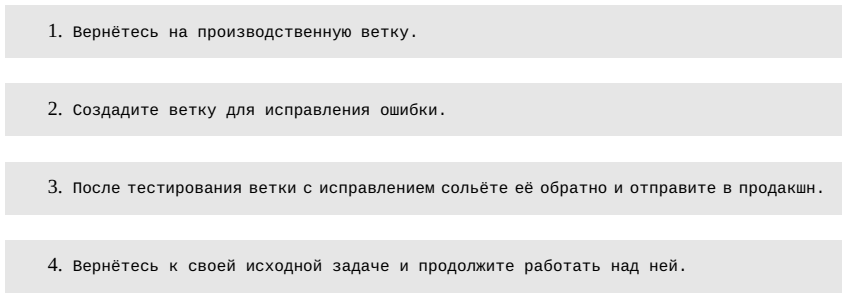 1. Вернётесь на производственную ветку.
2. Создадите ветку для исправления ошибки.
3. После тестирования ветки с исправлением сольёте её обратно и отправите в продакшн.
4. Вернётесь к своей исходной задаче и продолжите работать над ней.